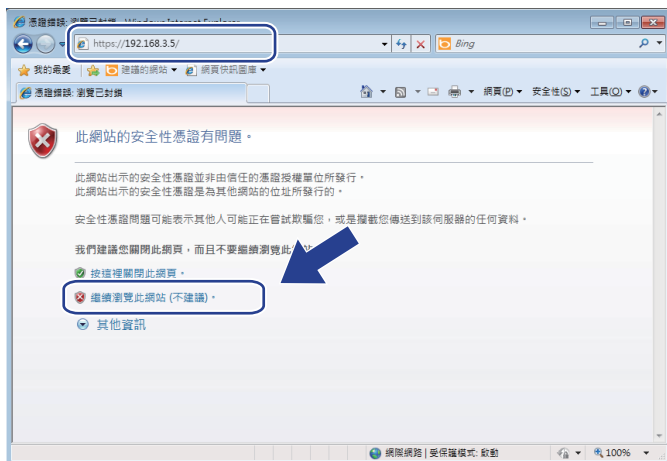 憑證錯誤: 瀏覽已封鎖 - Windows Internet Explorer
https://192.168.3.5/
Bing
我的最愛 建議的網站 網頁快訊圖庫
憑證錯誤: 瀏覽已封鎖
網頁(P) 安全性(S) 工具(O)
此網站的安全性憑證有問題。
此網站出示的安全性憑證並非由信任的憑證授權單位所發行。
此網站出示的安全性憑證是為其他網站的位址所發行的。
安全性憑證問題可能表示其他人可能正在嘗試欺騙您，或是攔截您傳送到該伺服器的任何資料。
我們建議您關閉此網頁，而且不要繼續瀏覽此
按這裡關閉此網頁。
繼續瀏覽此網站 (不建議)。
其他資訊
網際網路 | 受保護模式: 啟動 100%